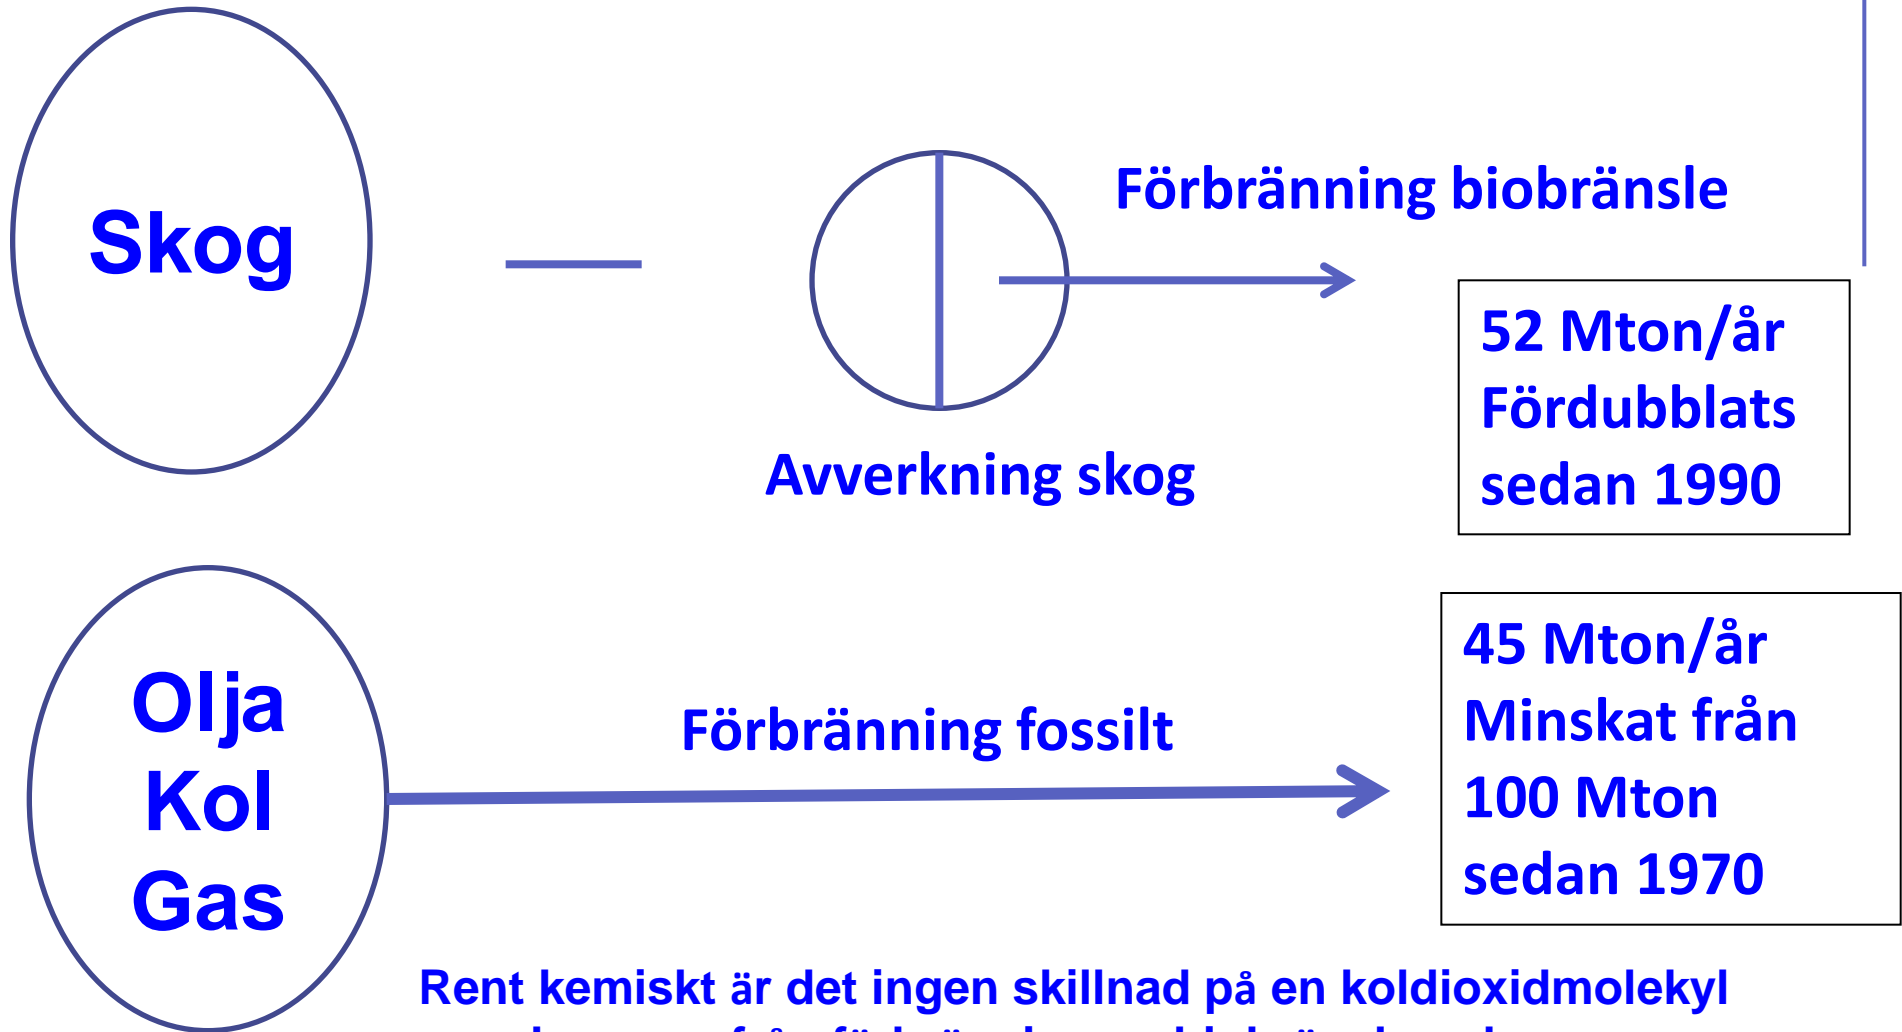 Skog
Förbränning biobränsle
52 Mton/år
Fördubblats
sedan 1990
Avverkning skog
Olja
Kol
Gas
Förbränning fossilt
45 Mton/år
Minskat från
100 Mton
sedan 1970
Rent kemiskt är det ingen skillnad på en koldioxidmolekyl